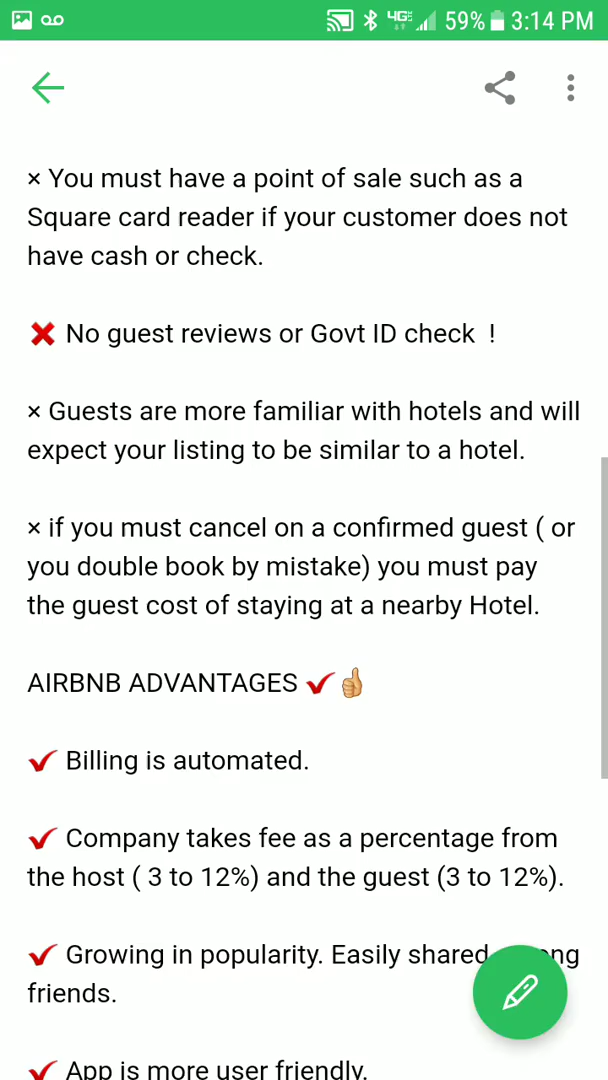 4G 59% 3:14 PM
× You must have a point of sale such as a
Square card reader if your customer does not
have cash or check.
❌ No guest reviews or Govt ID check !
× Guests are more familiar with hotels and will
expect your listing to be similar to a hotel.
× if you must cancel on a confirmed guest ( or
you double book by mistake) you must pay
the guest cost of staying at a nearby Hotel.
AIRBNB ADVANTAGES ✔👍
✔ Billing is automated.
✔ Company takes fee as a percentage from
the host ( 3 to 12%) and the guest (3 to 12%).
✔ Growing in popularity. Easily shared
friends.
✔ App is more user friendly.